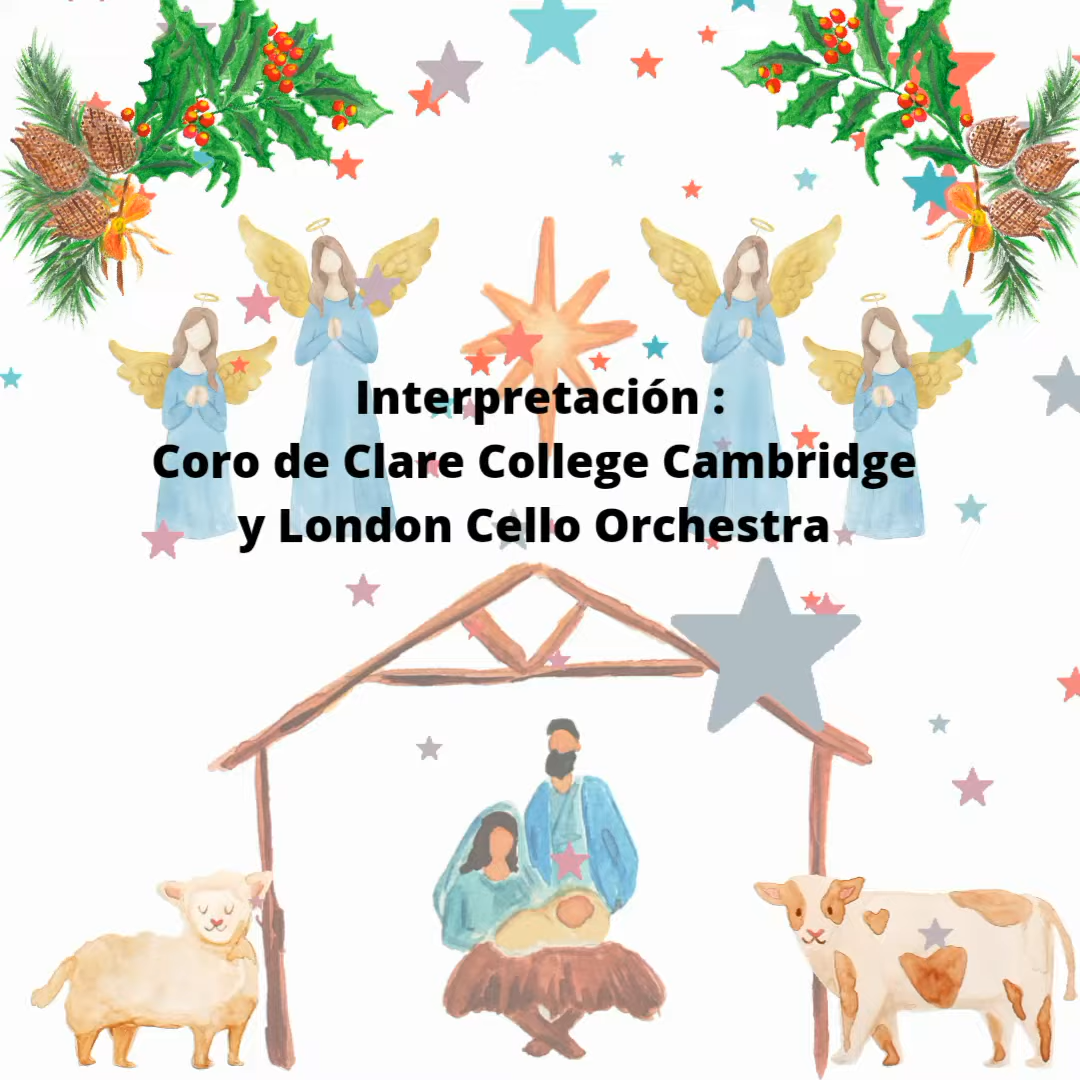 Interpretación :
Coro de Clare College Cambridge
y London Cello Orchestra